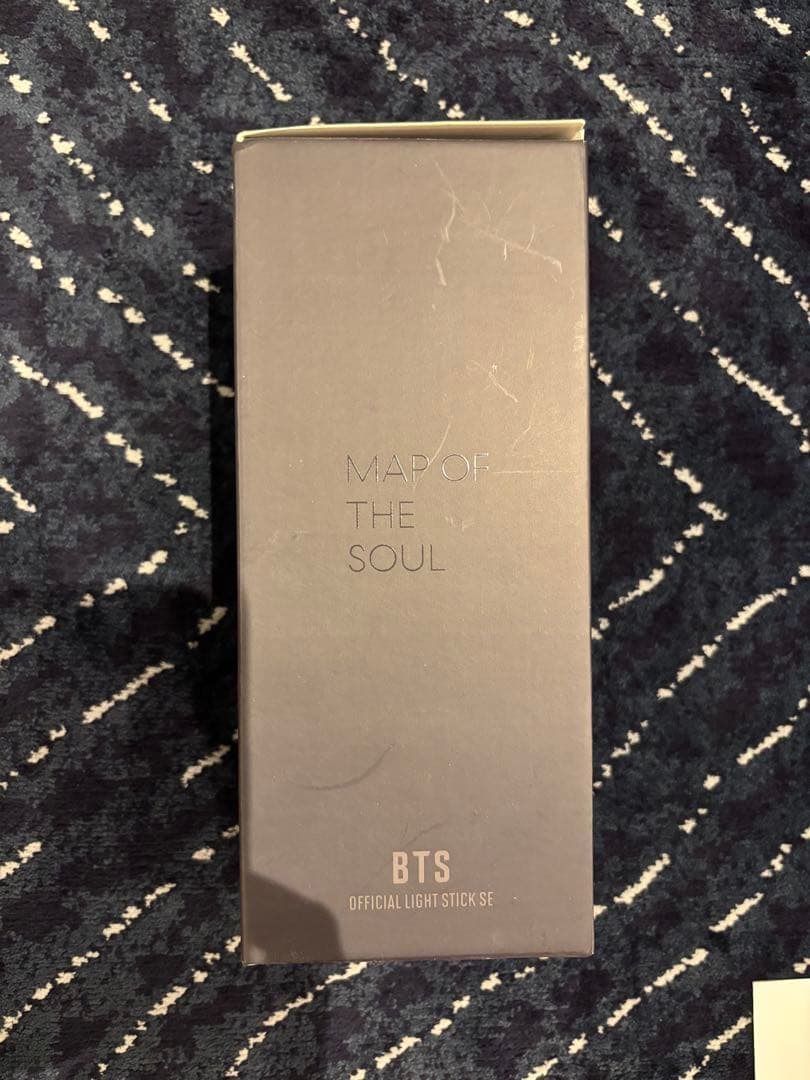 MAP OF
THE
SOUL
BTS
OFFICIAL LIGHT STICK SE